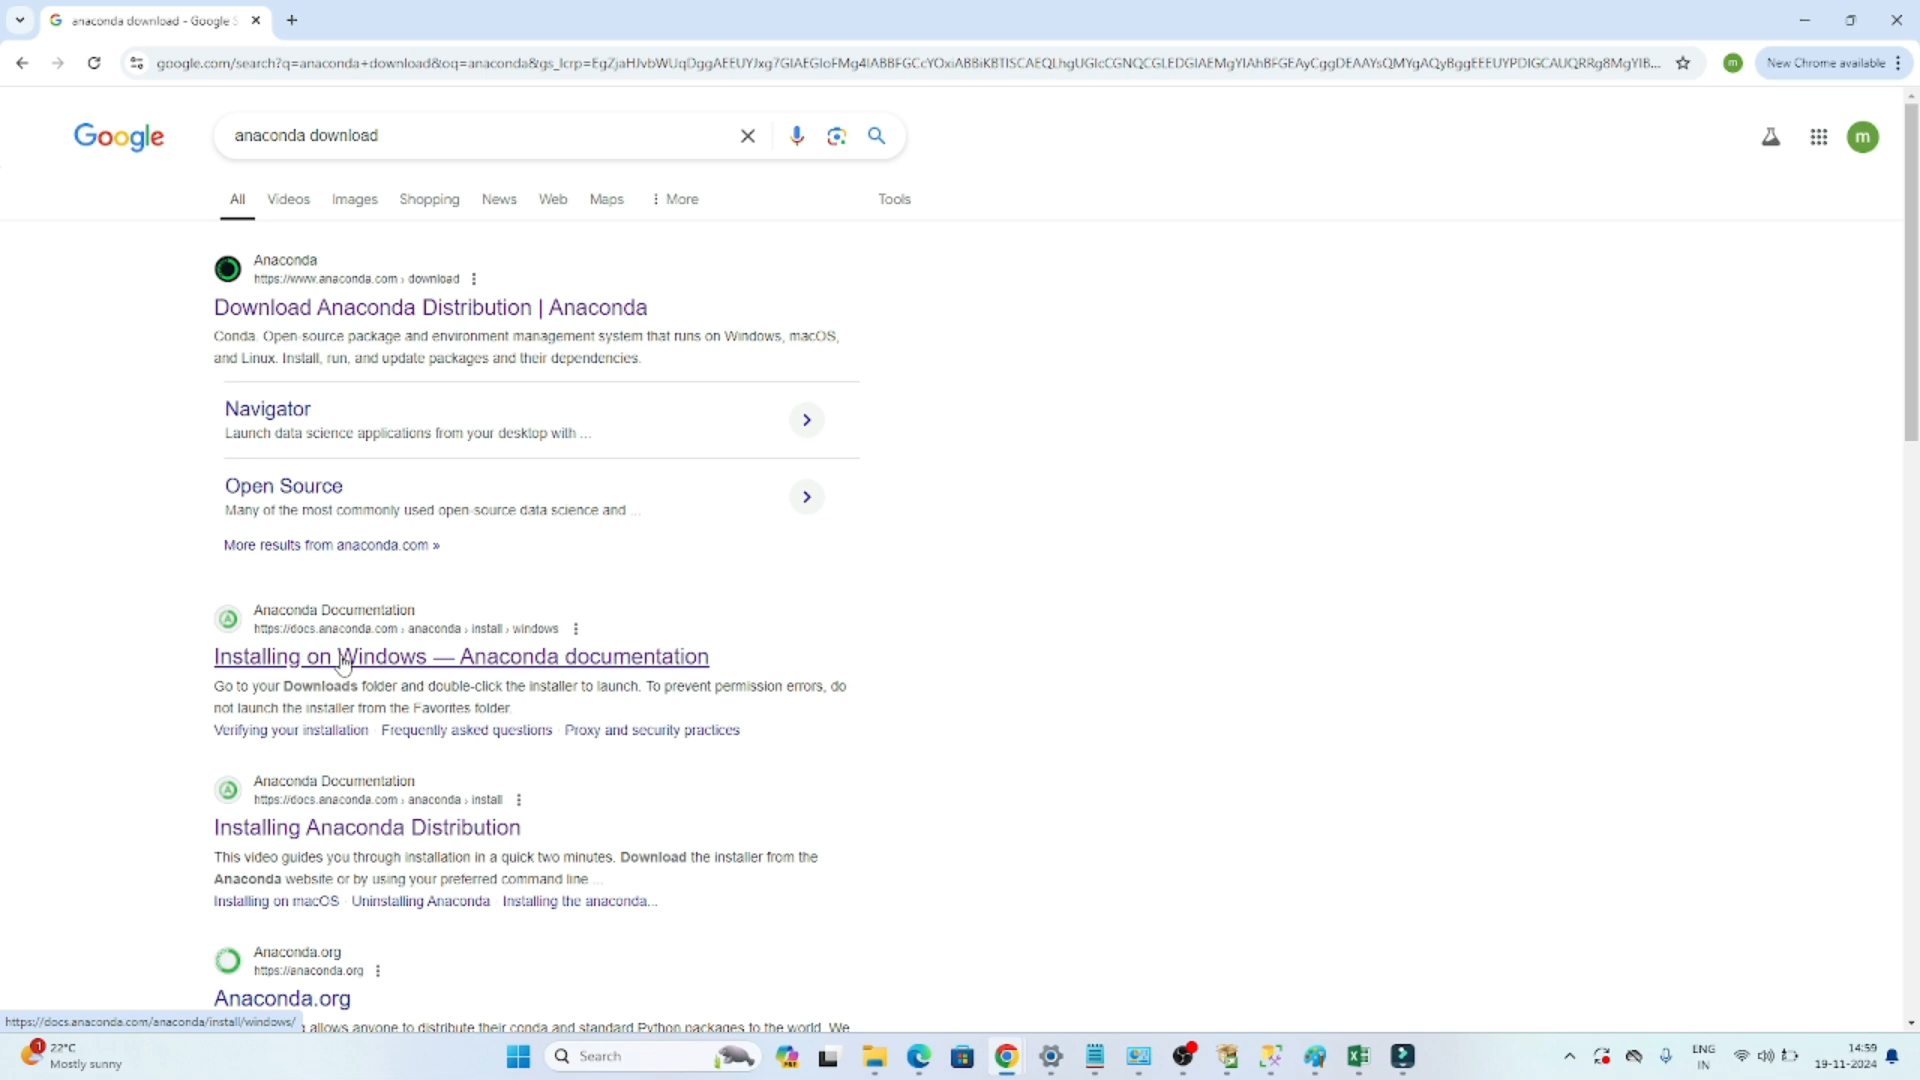 anaconda download - Google S
google.com/search?q=anaconda+download&oq=anaconda&gs_lcrp=
New Chrome available
Google
anaconda download
m
All
Videos
Images
Shopping
News
Web
Maps
More
Tools
Anaconda
https://www.anaconda.com › download
Download Anaconda Distribution | Anaconda
Conda. Open-source package and environment management system that runs on Windows, macOS,
and Linux. Install, run, and update packages and their dependencies.
Navigator
Launch data science applications from your desktop with ...
Open Source
Many of the most commonly used open-source data science and ...
More results from anaconda.com »
Anaconda Documentation
https://docs.anaconda.com › anaconda › install › windows
Installing on Windows — Anaconda documentation
Go to your Downloads folder and double-click the installer to launch. To prevent permission errors, do
not launch the installer from the Favorites folder.
Verifying your installation · Frequently asked questions · Proxy and security practices
Anaconda Documentation
https://docs.anaconda.com › anaconda › install
Installing Anaconda Distribution
This video guides you through installation in a quick two minutes. Download the installer from the
Anaconda website or by using your preferred command line ...
Installing on macOS · Uninstalling Anaconda · Installing the anaconda...
Anaconda.org
https://anaconda.org
Anaconda.org
https://docs.anaconda.com/anaconda/install/windows/
allows anyone to distribute their conda and standard Python packages to the world. We
1
22°C
Mostly sunny
Search
ENG
IN
14:59
19-11-2024